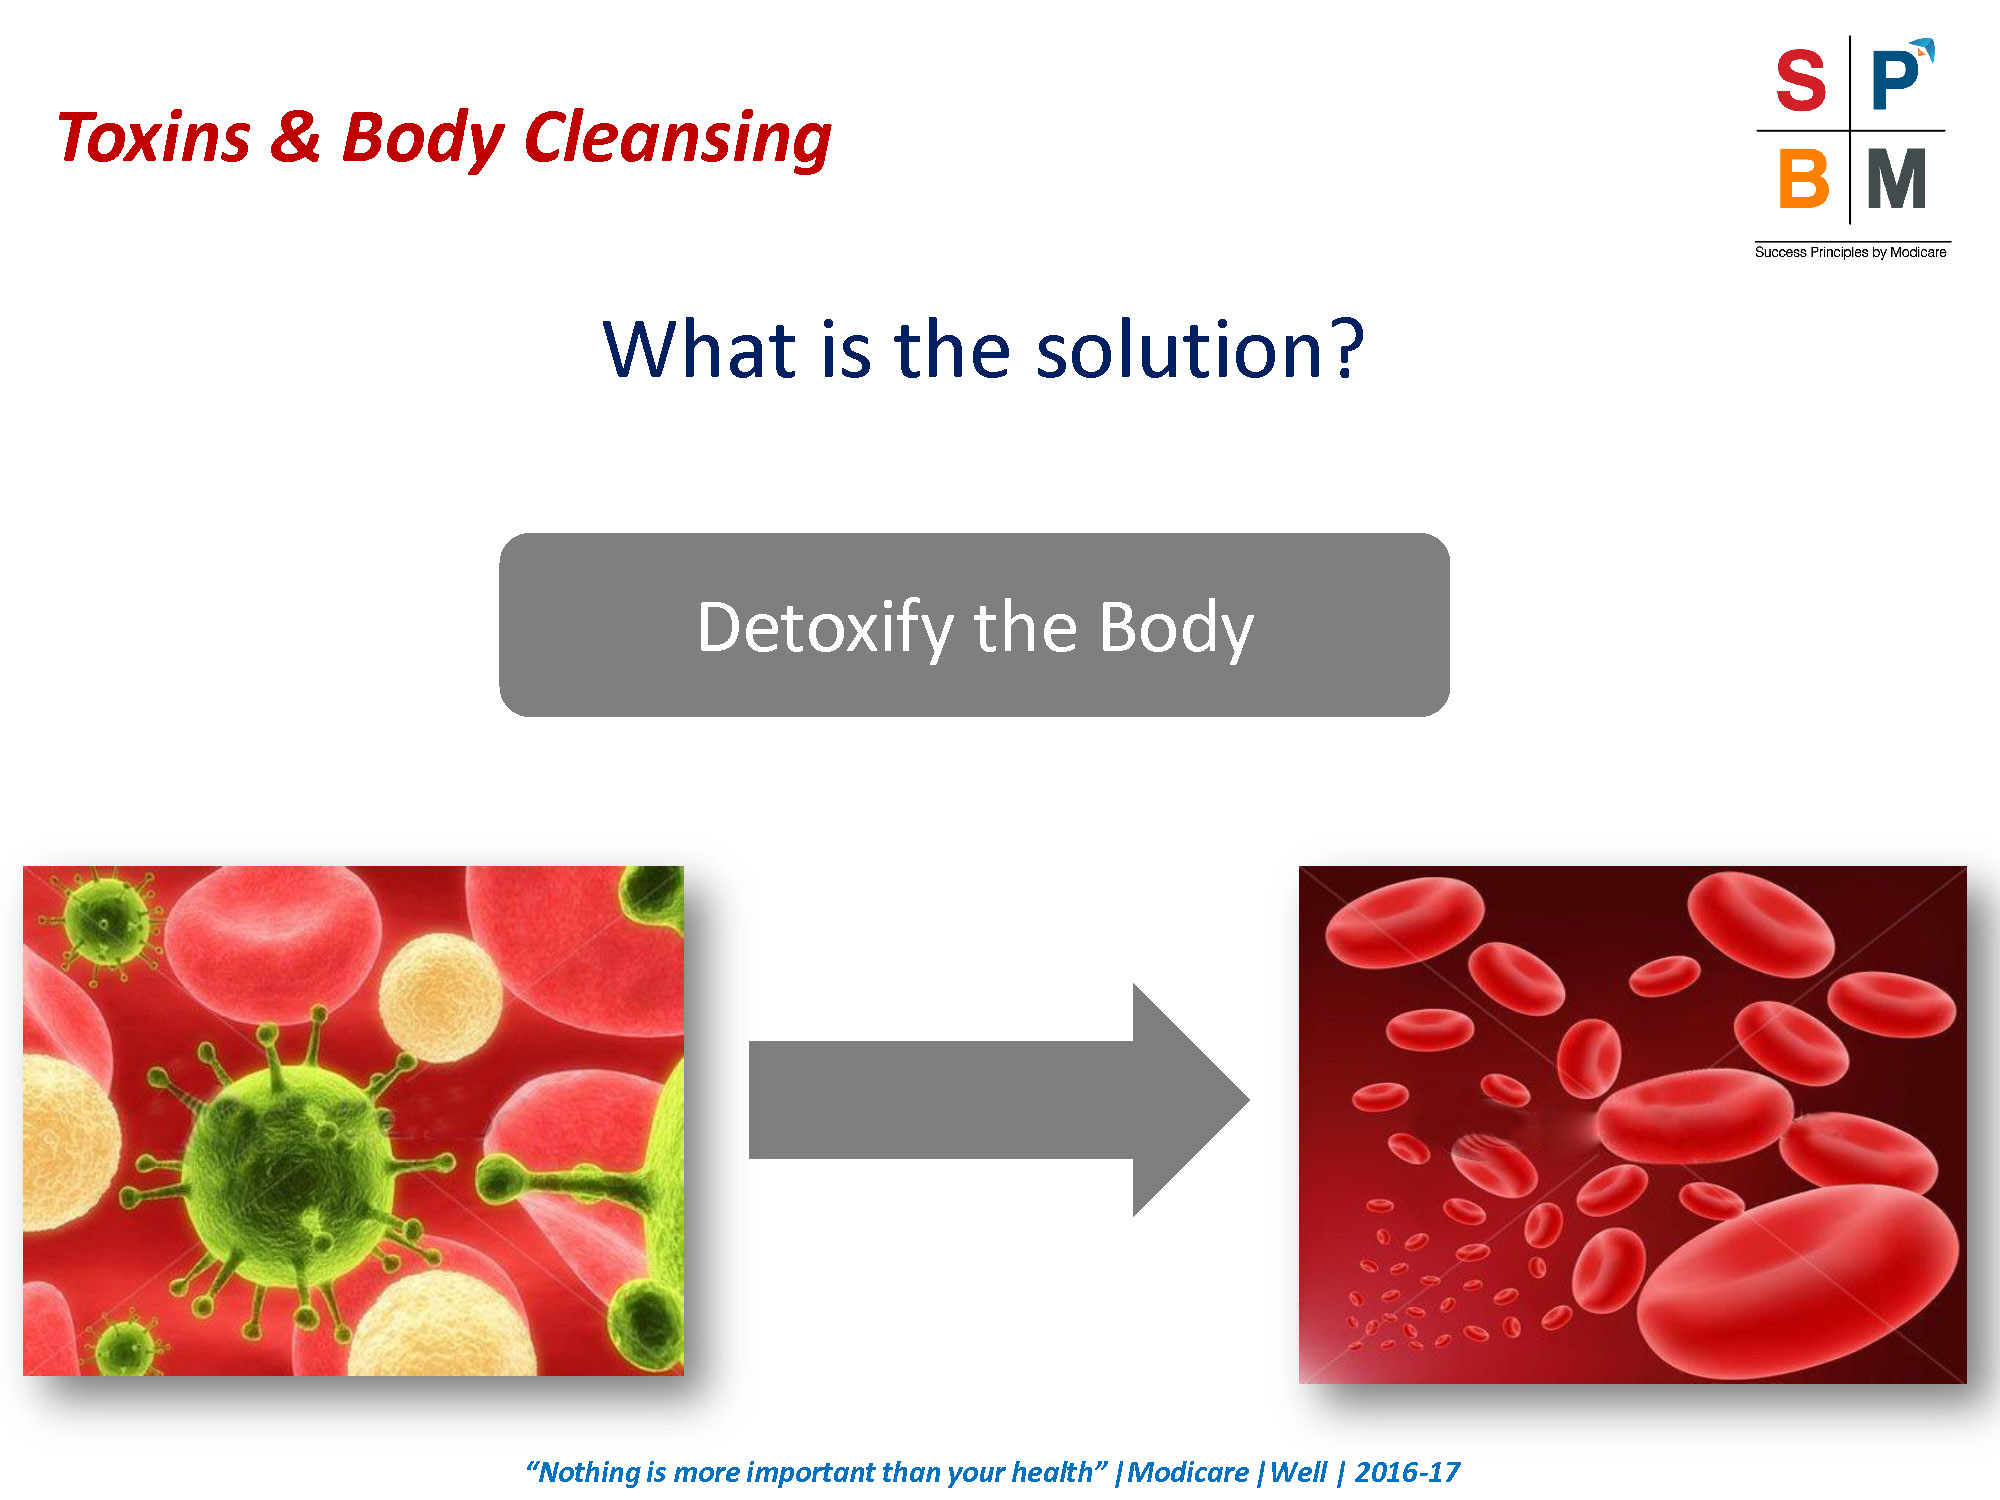 Toxins & Body Cleansing
S P
B M
Success Principles by Modicare
What is the solution?
Detoxify the Body
“Nothing is more important than your health” |Modicare |Well | 2016-17